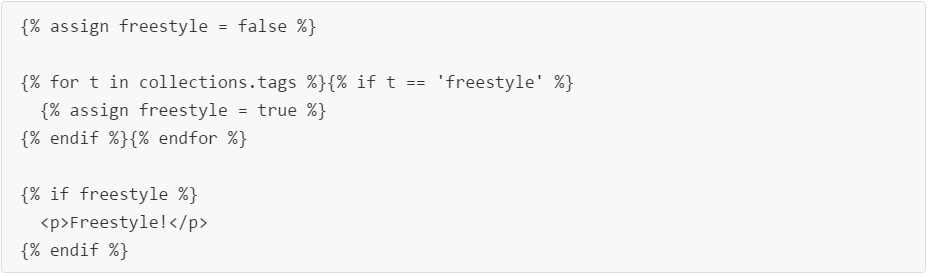 {% assign freestyle = false %}
{% for t in collections.tags %}{% if t == 'freestyle' %}
{% assign freestyle = true %}
{% endif %}{% endfor %}
{% if freestyle %}
<p>Freestyle!</p>
{% endif %}